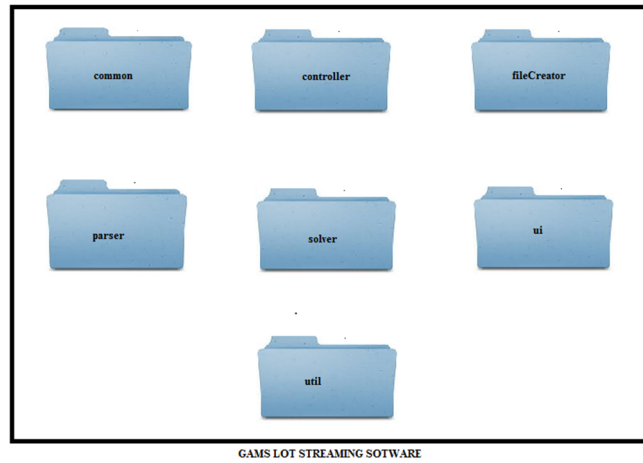 common
controller
fileCreator
parser
solver
ui
util
GAMS LOT STREAMING SOTWARE